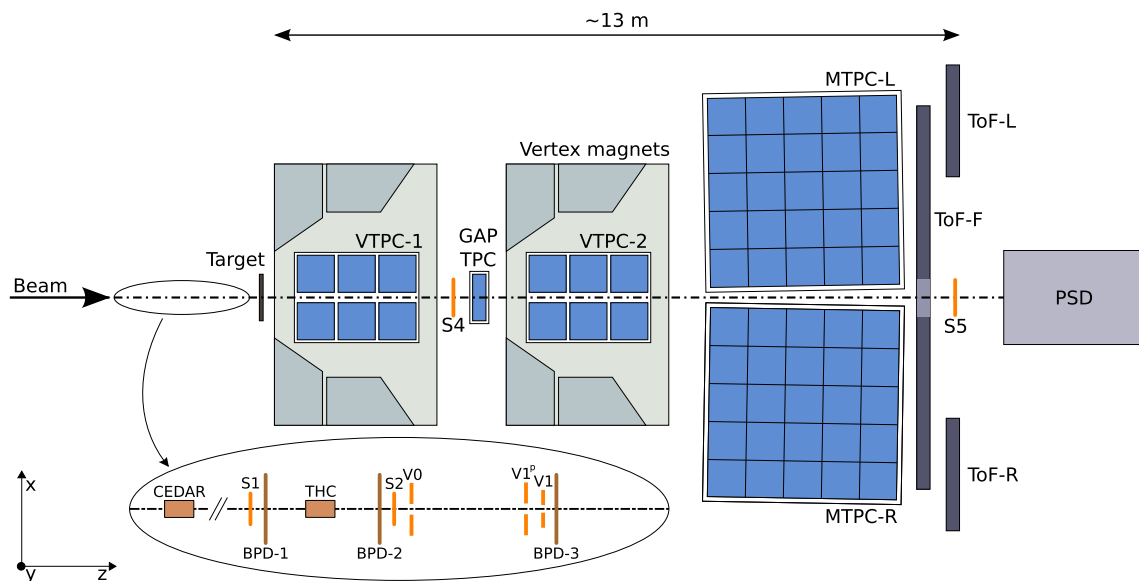 ~13 m
MTPC-L
ToF-L
Vertex magnets
ToF-F
VTPC-1
GAP
TPC
VTPC-2
Target
Beam
PSD
S4
S5
V0
V1p
V1
S1
S2
CEDAR
THC
ToF-R
x
MTPC-R
BPD-1
BPD-2
BPD-3
y
z